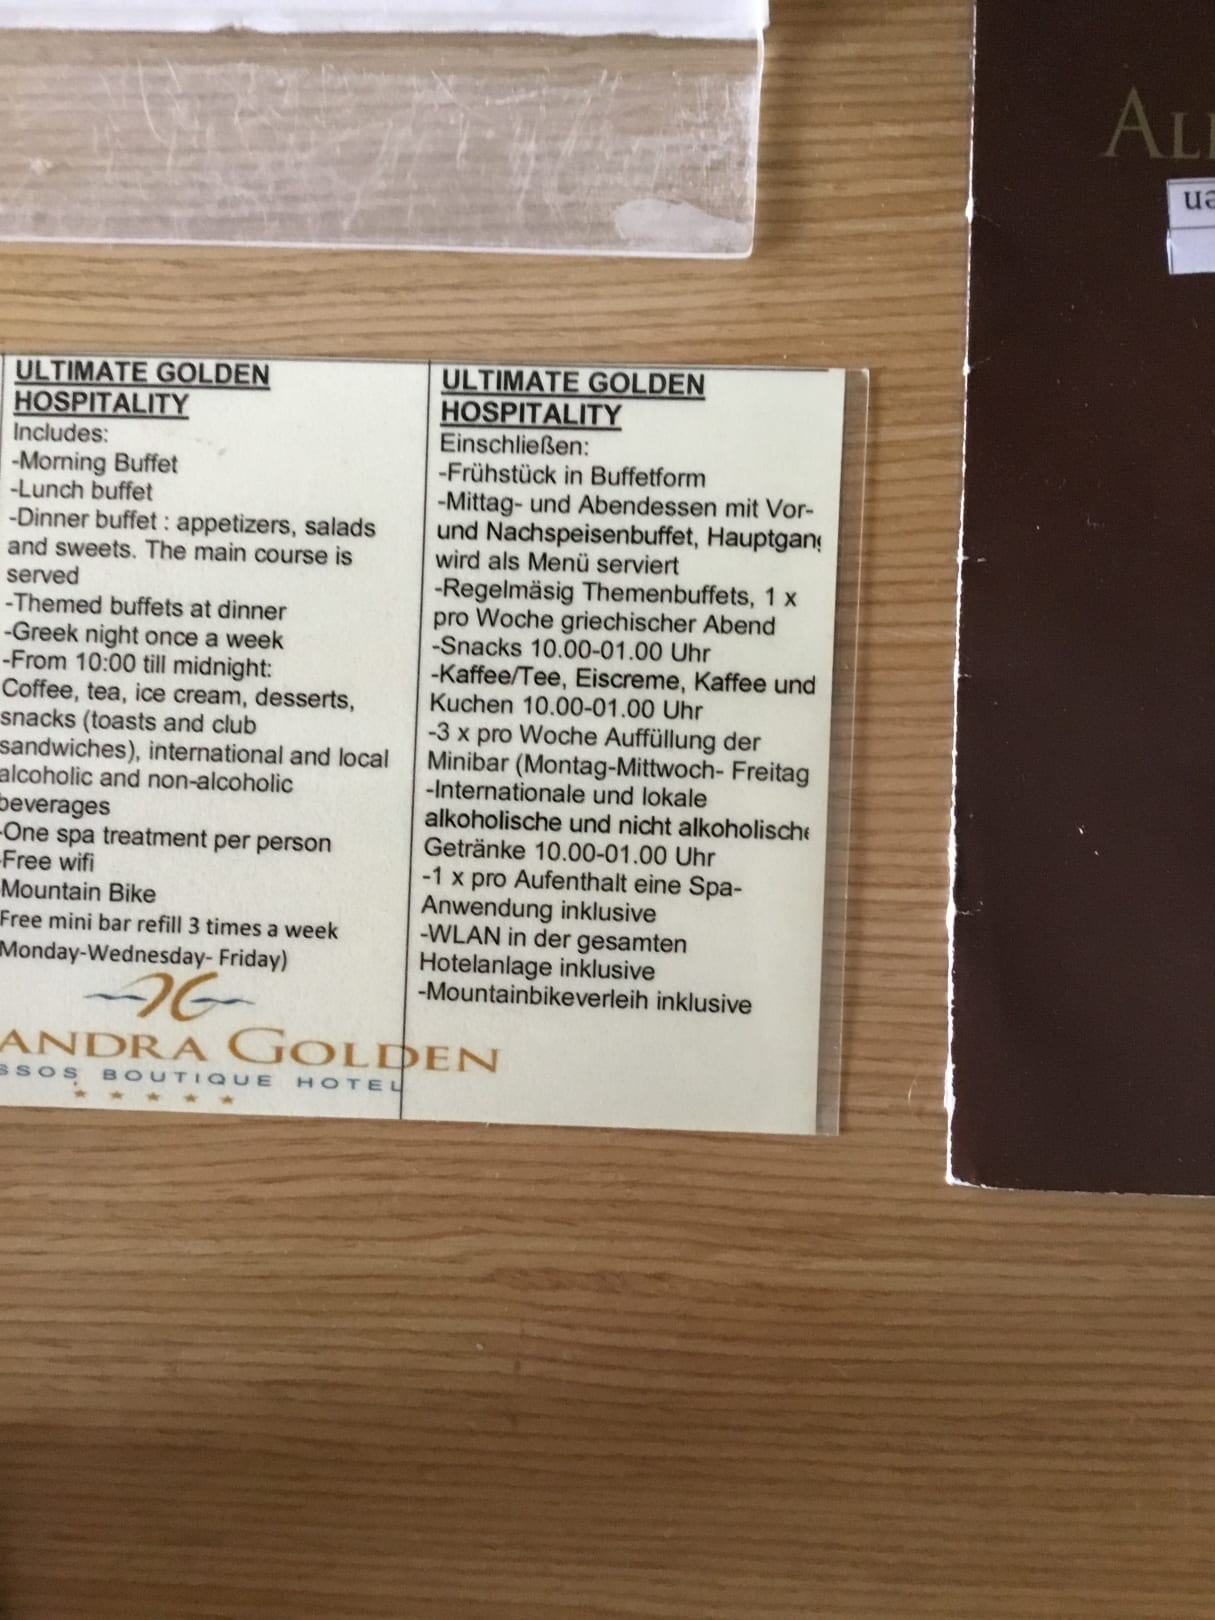 ULTIMATE GOLDEN
HOSPITALITY
Includes:
-Morning Buffet
-Lunch buffet
-Dinner buffet : appetizers, salads
and sweets. The main course is
served
-Themed buffets at dinner
-Greek night once a week
-From 10:00 till midnight:
Coffee, tea, ice cream, desserts,
snacks (toasts and club
sandwiches), international and local
alcoholic and non-alcoholic
beverages
-One spa treatment per person
-Free wifi
Mountain Bike
Free mini bar refill 3 times a week
Monday-Wednesday- Friday)
ANDRA GOLDEN
SSOS BOUTIQUE HOTEL
ULTIMATE GOLDEN
HOSPITALITY
Einschließen:
-Frühstück in Buffetform
-Mittag- und Abendessen mit Vor-
und Nachspeisenbuffet, Hauptgang
wird als Menü serviert
-Regelmäsig Themenbuffets, 1 x
pro Woche griechischer Abend
-Snacks 10.00-01.00 Uhr
-Kaffee/Tee, Eiscreme, Kaffee und
Kuchen 10.00-01.00 Uhr
-3 x pro Woche Auffüllung der
Minibar (Montag-Mittwoch- Freitag
-Internationale und lokale
alkoholische und nicht alkoholische
Getränke 10.00-01.00 Uhr
-1 x pro Aufenthalt eine Spa-
Anwendung inklusive
-WLAN in der gesamten
Hotelanlage inklusive
-Mountainbikeverleih inklusive